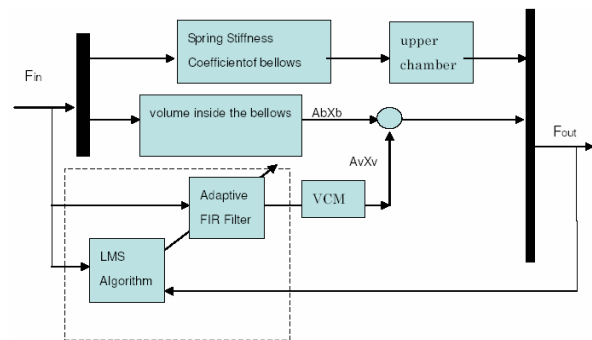 Spring Stiffness
Coefficientof bellows
upper
chamber
Fin
volume inside the bellows
AbXb
Fout
AvXv
Adaptive
FIR Filter
VCM
LMS
Algorithm